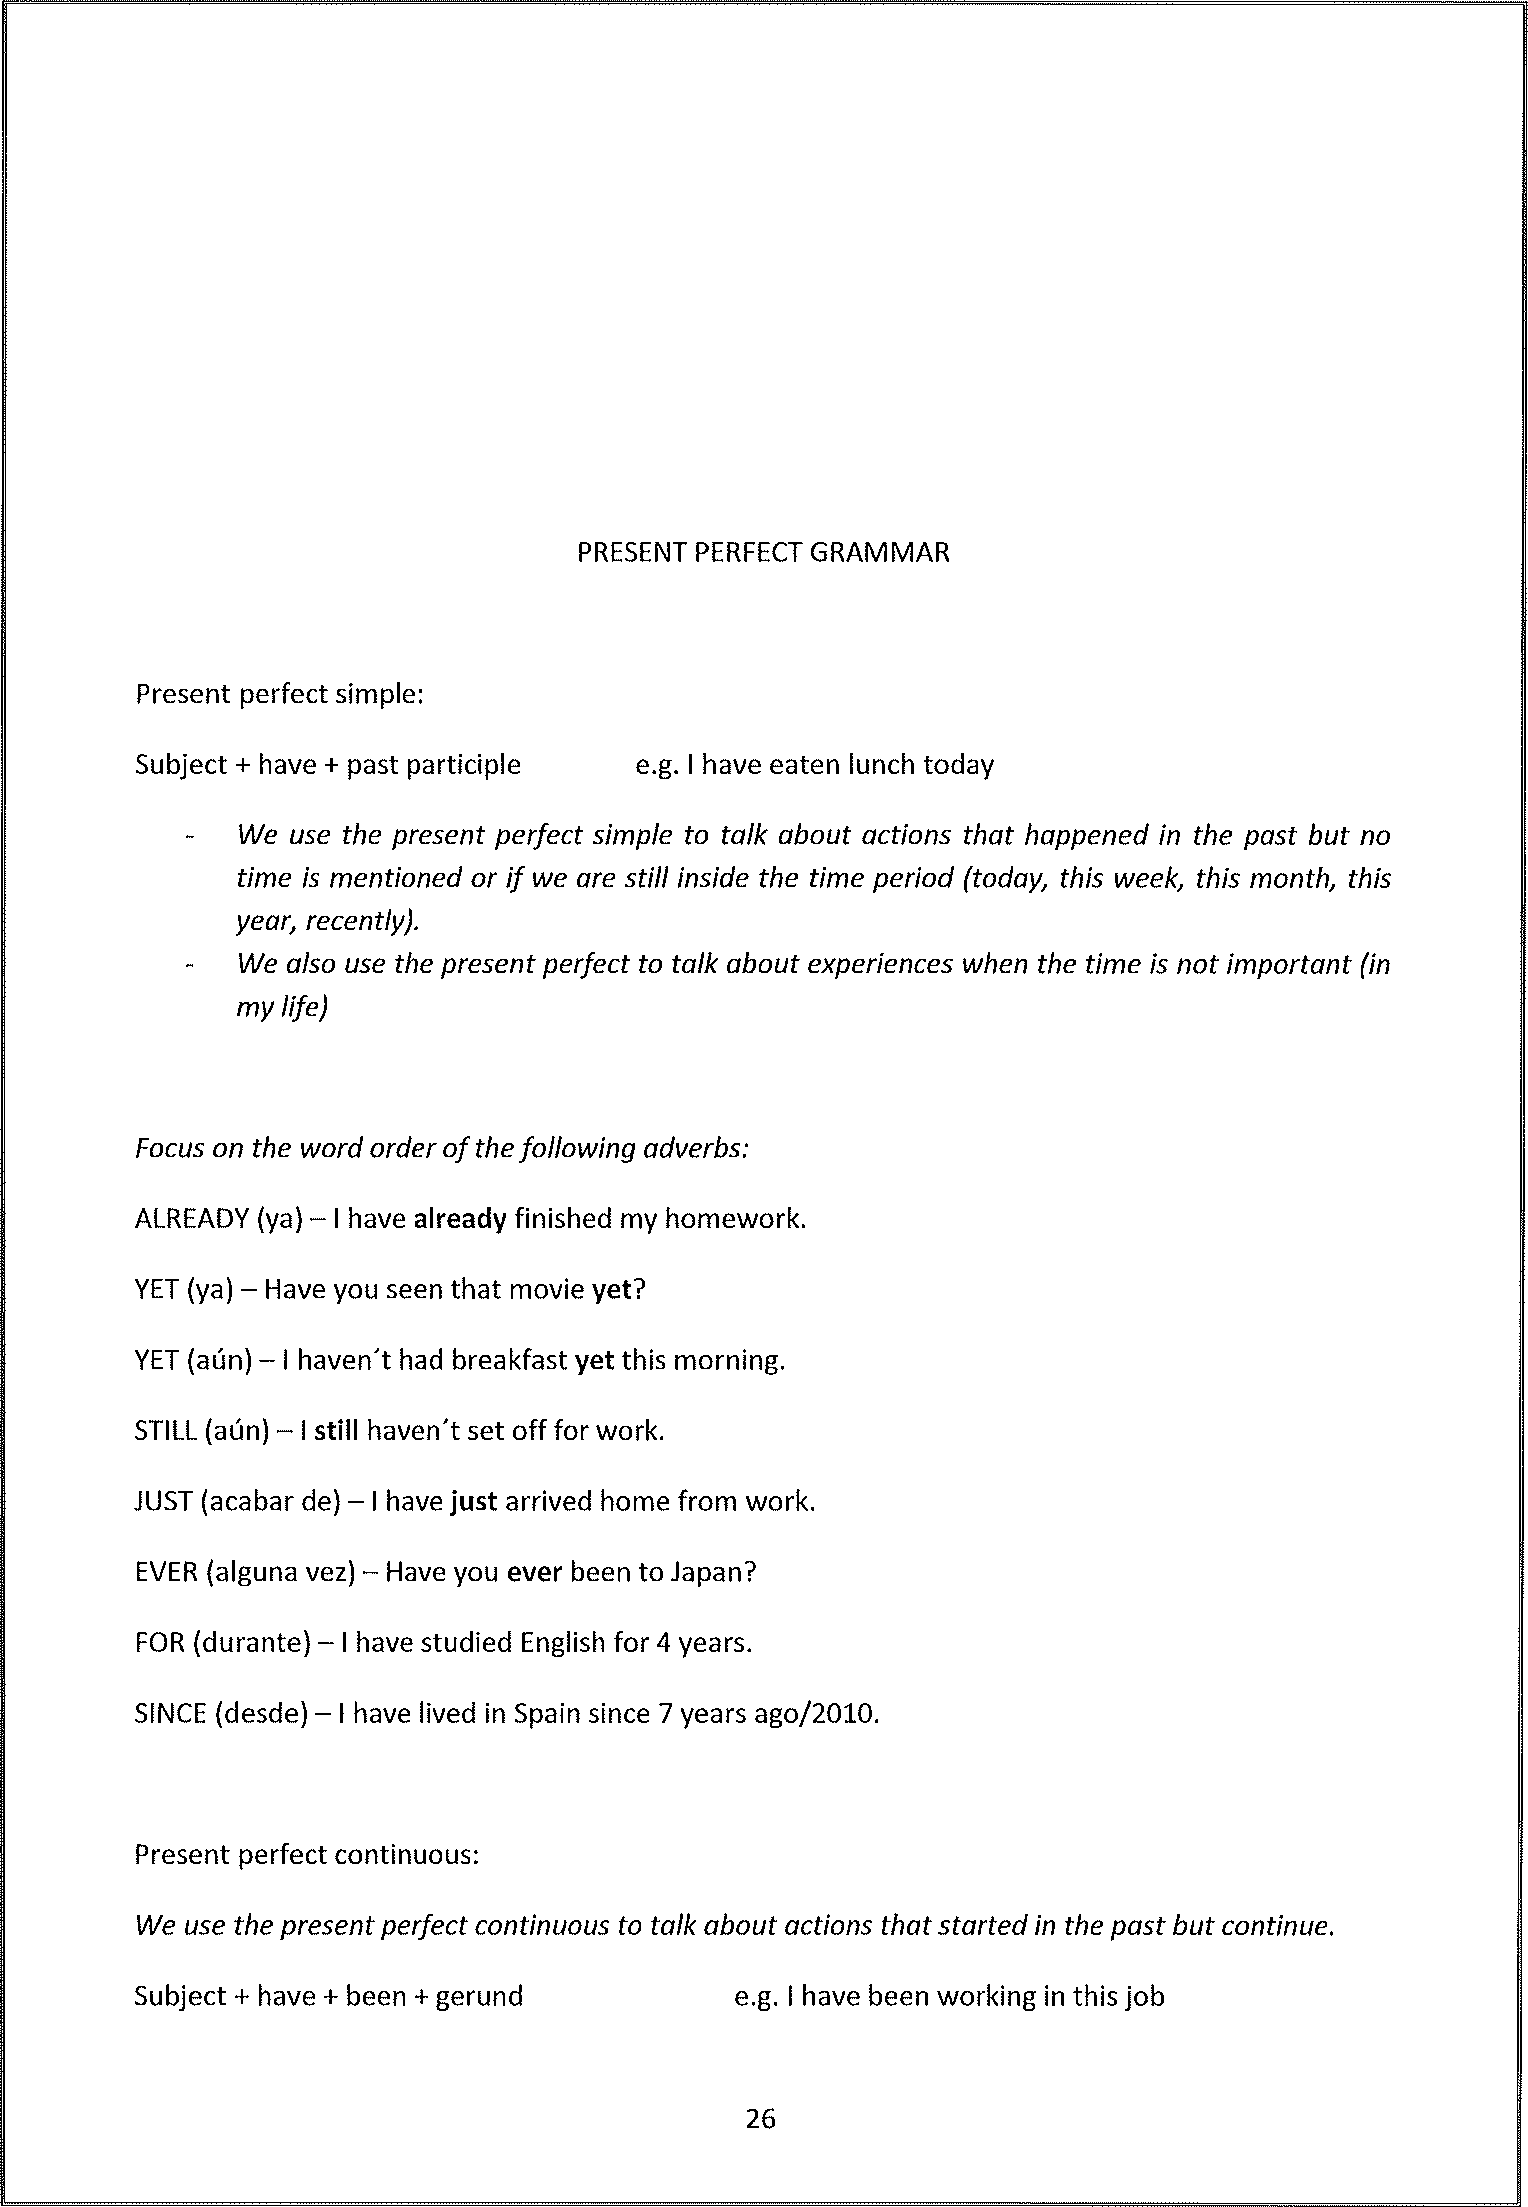 PRESENT PERFECT GRAMMAR
Present perfect simple:
Subject + have + past participle e.g. I have eaten lunch today
- We use the present perfect simple to talk about actions that happened in the past but no
time is mentioned or if we are still inside the time period (today, this week, this month, this
year, recently).
- We also use the present perfect to talk about experiences when the time is not important (in
my life)
Focus on the word order of the following adverbs:
ALREADY (ya) – I have already finished my homework.
YET (ya) – Have you seen that movie yet?
YET (aún) – I haven´t had breakfast yet this morning.
STILL (aún) – I still haven´t set off for work.
JUST (acabar de) – I have just arrived home from work.
EVER (alguna vez) – Have you ever been to Japan?
FOR (durante) – I have studied English for 4 years.
SINCE (desde) – I have lived in Spain since 7 years ago/2010.
Present perfect continuous:
We use the present perfect continuous to talk about actions that started in the past but continue.
Subject + have + been + gerund e.g. I have been working in this job
26